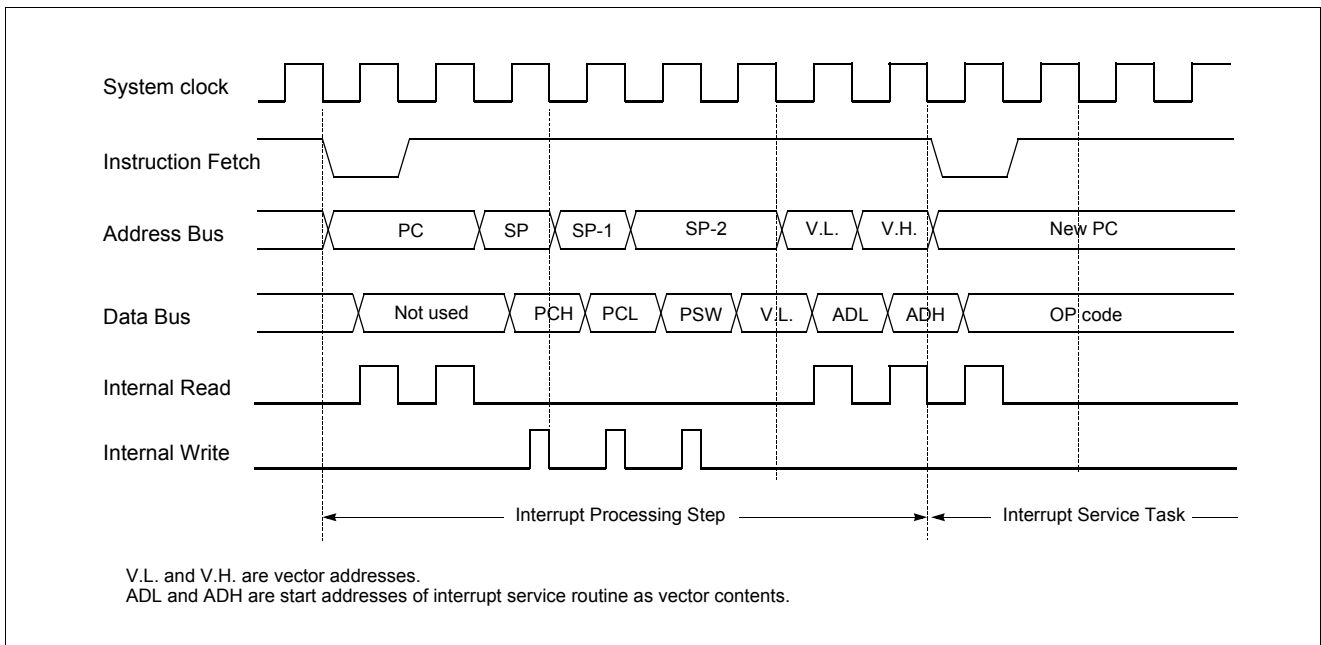 System clock
Instruction Fetch
Address Bus PC SP SP-1 SP-2 V.L. V.H. New PC
Data Bus Not used PCH PCL PSW V.L. ADL ADH OP code
Internal Read
Internal Write
Interrupt Processing Step Interrupt Service Task
V.L. and V.H. are vector addresses.
ADL and ADH are start addresses of interrupt service routine as vector contents.